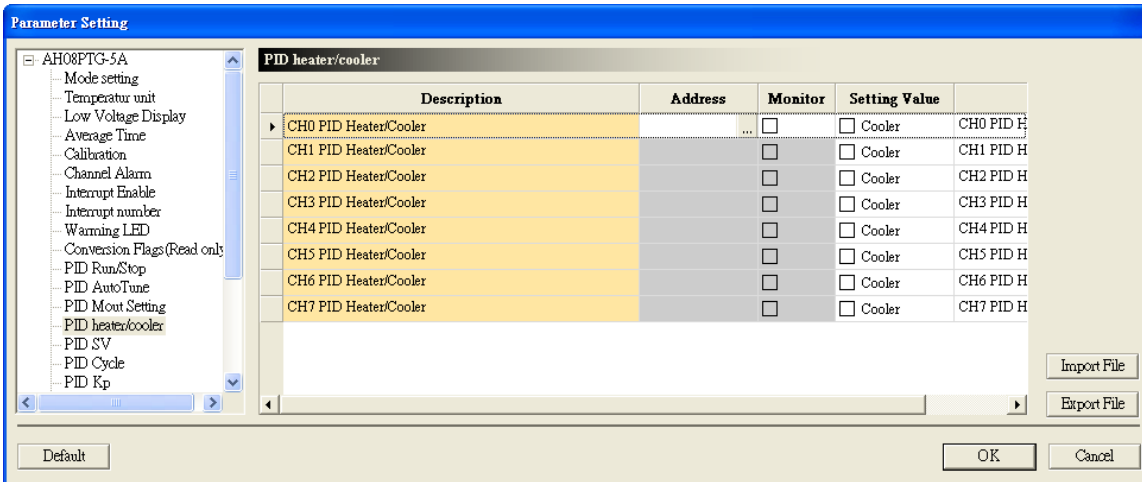 Parameter Setting
AH08PTG-5A
Mode setting
Temperatur unit
Low Voltage Display
Average Time
Calibration
Channel Alarm
Interrupt Enable
Interrupt number
Warming LED
Conversion Flags(Read only
PID Run/Stop
PID AutoTune
PID Mout Setting
PID heater/cooler
PID SV
PID Cycle
PID Kp
PID heater/cooler
Description Address Monitor Setting Value
CH0 PID Heater/Cooler ... Cooler CH0 PID H
CH1 PID Heater/Cooler Cooler CH1 PID H
CH2 PID Heater/Cooler Cooler CH2 PID H
CH3 PID Heater/Cooler Cooler CH3 PID H
CH4 PID Heater/Cooler Cooler CH4 PID H
CH5 PID Heater/Cooler Cooler CH5 PID H
CH6 PID Heater/Cooler Cooler CH6 PID H
CH7 PID Heater/Cooler Cooler CH7 PID H
Import File
Export File
Default OK Cancel